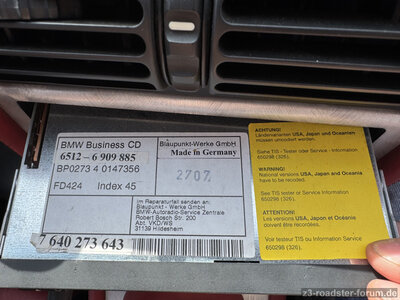 BMW Business CD
6512-6 909 885
BP0273 4 0147356
FD424 Index 45
Blaupunkt-Werke GmbH
Made in Germany
2707
im Reparaturfall senden an:
Blaupunkt - Werke GmbH
BMW-Autoradio-Service Zentrale
Robert Bosch Str. 200
Abt. VKD/WS
31139 Hildesheim
7 640 273 643
ACHTUNG!
Ländervarianten USA, Japan und Ozeanien
müssen umcodiert werden.
Siehe TIS - Tester oder Service - Information
650298 (326).
WARNING!
National versions USA, Japan and Oceania
have to be recoded.
See TIS - Tester or Service Information
650298 (326).
ATTENTION!
Les versions USA, Japon et Océanie
doivent être recodées.
Voir testeur TIS ou Information Service
650298 (326).
z3-roadster-forum.de